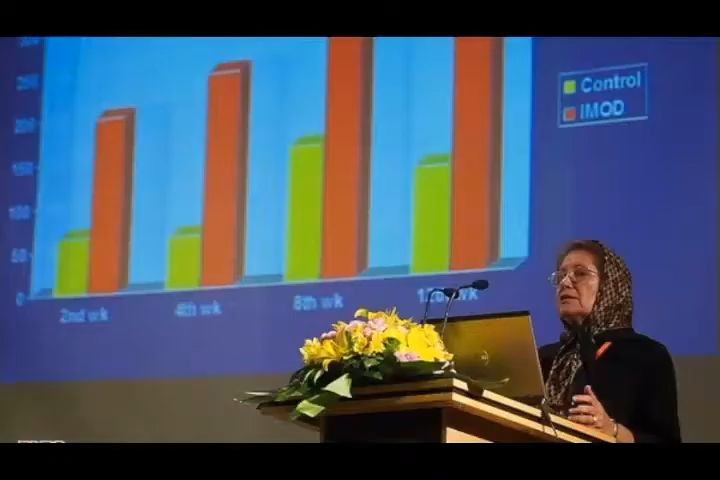 250
200
150
100
50
0
2nd wk
4th wk
8th wk
Control
IMOD